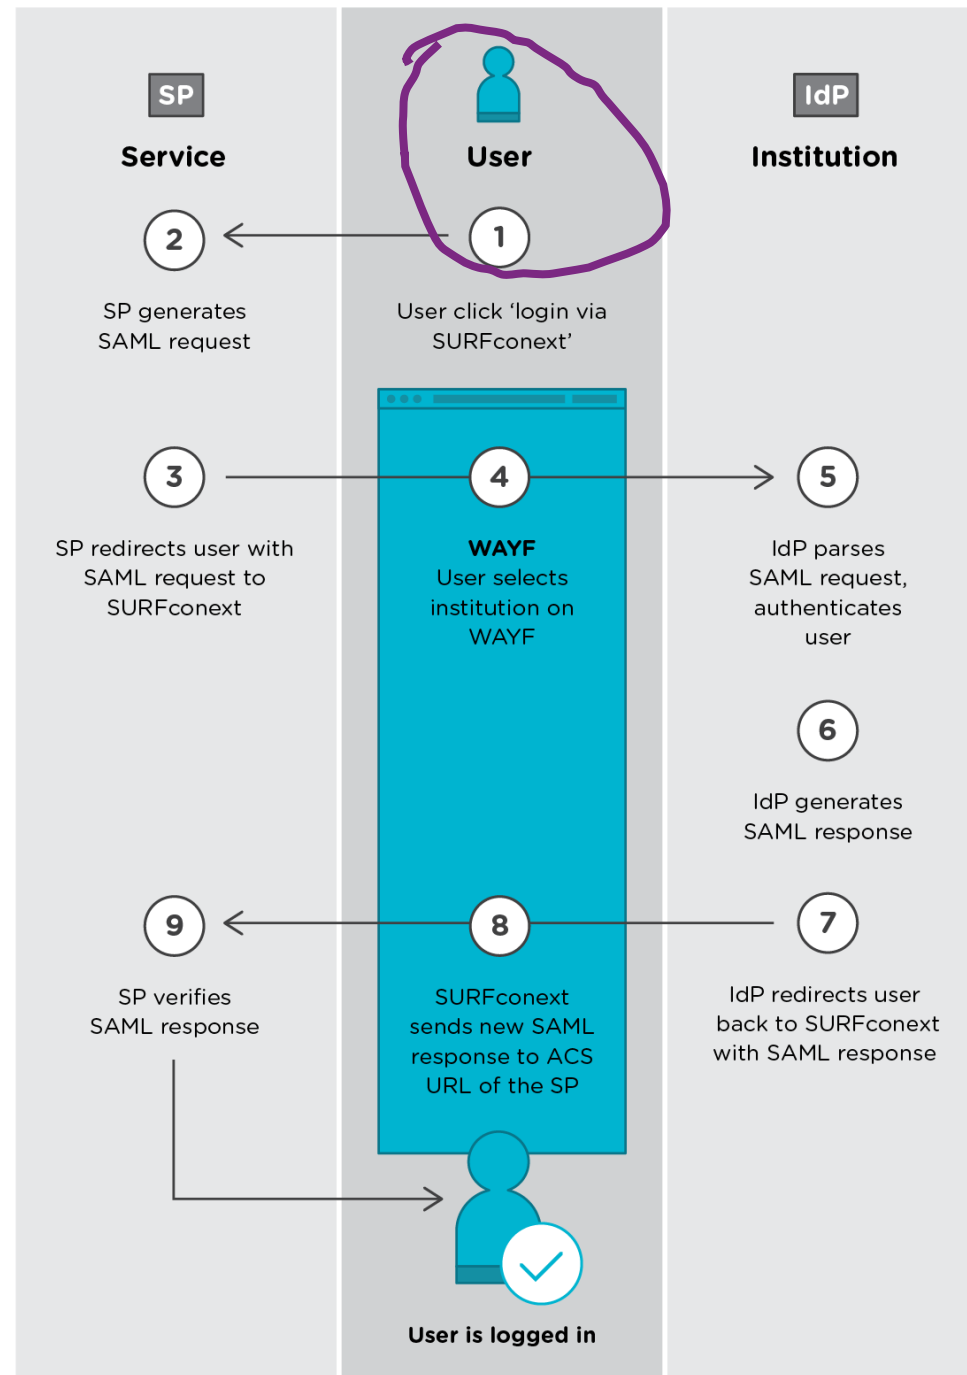 SP
Service
User
IdP
Institution
2
1
SP generates
SAML request
User click ‘login via
SURFconext’
3
4
5
SP redirects user with
SAML request to
SURFconext
WAYF
User selects
institution on
WAYF
IdP parses
SAML request,
authenticates
user
6
IdP generates
SAML response
9
8
7
SP verifies
SAML response
SURFconext
sends new SAML
response to ACS
URL of the SP
IdP redirects user
back to SURFconext
with SAML response
User is logged in